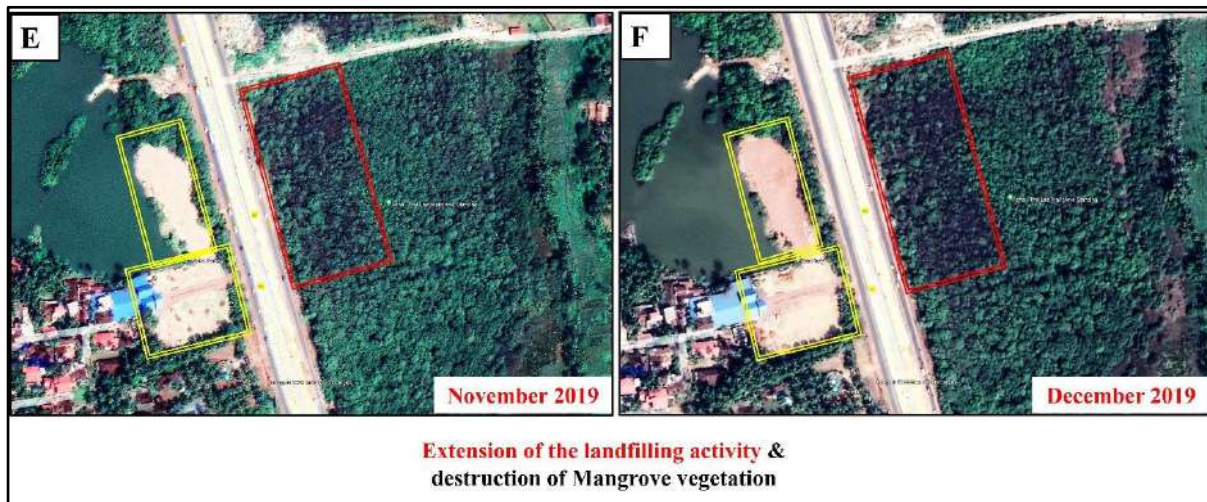 E
F
November 2019
December 2019
Extension of the landfilling activity &
destruction of Mangrove vegetation